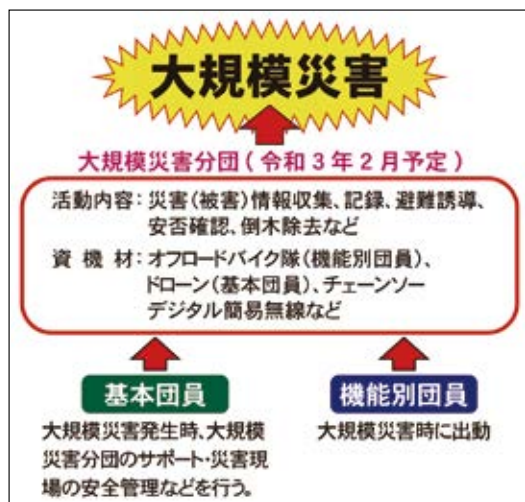 大規模災害
大規模災害分団(令和3年2月予定)
活動内容:災害(被害)情報収集、記録、避難誘導、
安否確認、倒木除去など
資機材:オフロードバイク隊(機能別団員)、
ドローン(基本団員)、チェーンソー
デジタル簡易無線など
基本団員
機能別団員
大規模災害発生時、大規模
災害分団のサポート・災害現
場の安全管理などを行う。
大規模災害時に出動